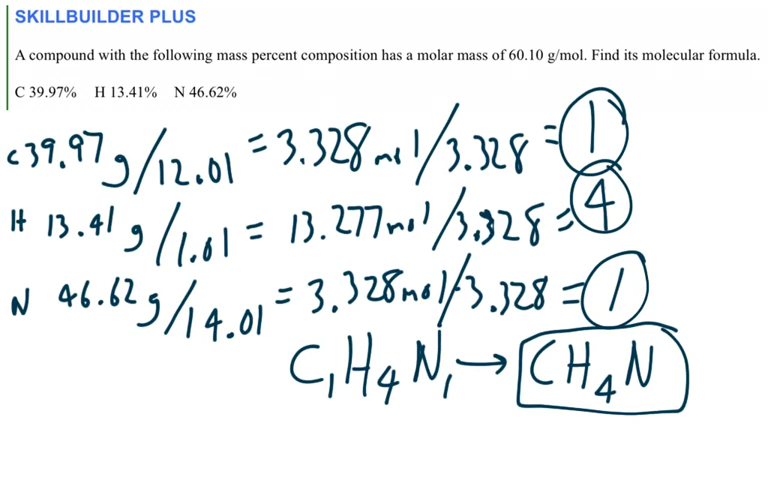 SKILLBUILDER PLUS
A compound with the following mass percent composition has a molar mass of 60.10 g/mol. Find its molecular formula.
C 39.97% H 13.41% N 46.62%
C 39.97 g/12.01 = 3.328 mol/3.328 = 1
H 13.41 g/1.01 = 13.277 mol/3.328 = 4
N 46.62 g/14.01 = 3.328 mol/3.328 = 1
C₁H₄N₁ → CH₄N